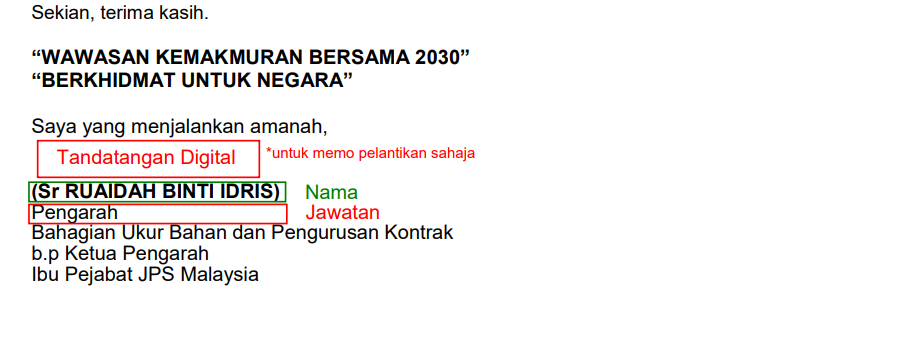 Sekian, terima kasih.
“WAWASAN KEMAKMURAN BERSAMA 2030”
“BERKHIDMAT UNTUK NEGARA”
Saya yang menjalankan amanah,
Tandatangan Digital *untuk memo pelantikan sahaja
(Sr RUAIDAH BINTI IDRIS) Nama
Pengarah Jawatan
Bahagian Ukur Bahan dan Pengurusan Kontrak
b.p Ketua Pengarah
Ibu Pejabat JPS Malaysia